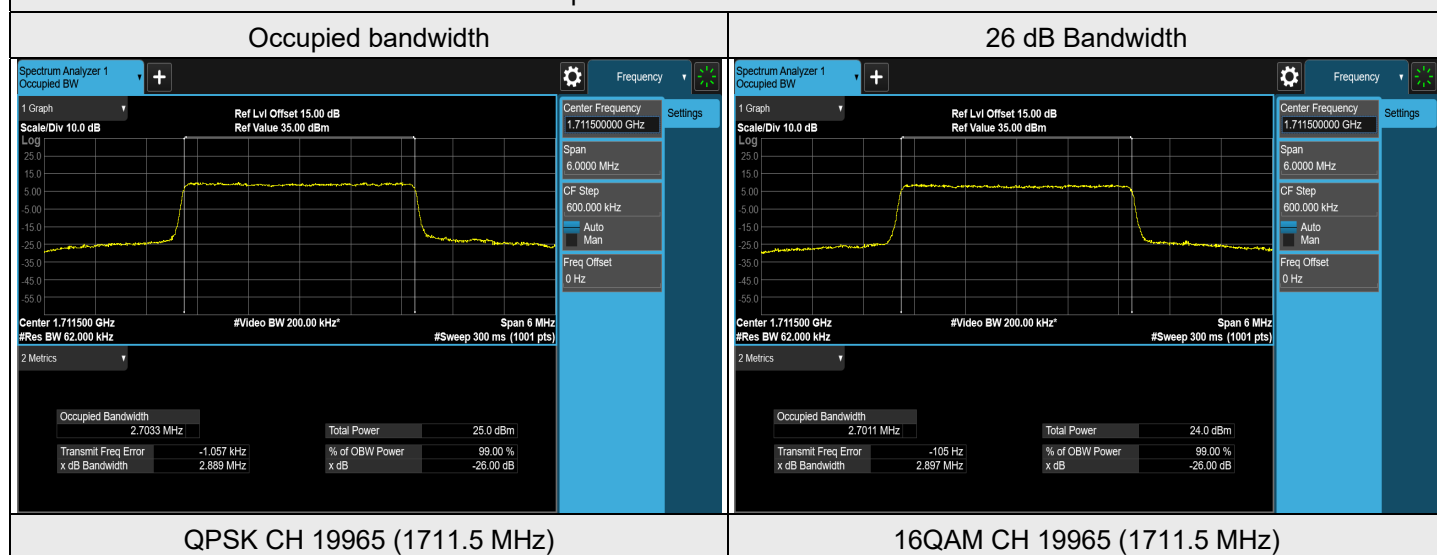 Occupied bandwidth
26 dB Bandwidth
Spectrum Analyzer 1
Occupied BW
+
Frequency
1 Graph
Scale/Div 10.0 dB
Ref Lvl Offset 15.00 dB
Ref Value 35.00 dBm
Log
25.0
15.0
5.00
-5.00
-15.0
-25.0
-35.0
-45.0
-55.0
Center 1.711500 GHz
#Res BW 62.000 kHz
#Video BW 200.00 kHz*
Span 6 MHz
#Sweep 300 ms (1001 pts)
Center Frequency
1.711500000 GHz
Settings
Span
6.0000 MHz
CF Step
600.000 kHz
Auto
Man
Freq Offset
0 Hz
2 Metrics
Occupied Bandwidth
2.7033 MHz
Total Power 25.0 dBm
Transmit Freq Error -1.057 kHz
% of OBW Power 99.00 %
x dB Bandwidth 2.889 MHz
x dB -26.00 dB
Spectrum Analyzer 1
Occupied BW
+
Frequency
1 Graph
Scale/Div 10.0 dB
Ref Lvl Offset 15.00 dB
Ref Value 35.00 dBm
Log
25.0
15.0
5.00
-5.00
-15.0
-25.0
-35.0
-45.0
-55.0
Center 1.711500 GHz
#Res BW 62.000 kHz
#Video BW 200.00 kHz*
Span 6 MHz
#Sweep 300 ms (1001 pts)
Center Frequency
1.711500000 GHz
Settings
Span
6.0000 MHz
CF Step
600.000 kHz
Auto
Man
Freq Offset
0 Hz
2 Metrics
Occupied Bandwidth
2.7011 MHz
Total Power 24.0 dBm
Transmit Freq Error -105 Hz
% of OBW Power 99.00 %
x dB Bandwidth 2.897 MHz
x dB -26.00 dB
QPSK CH 19965 (1711.5 MHz)
16QAM CH 19965 (1711.5 MHz)